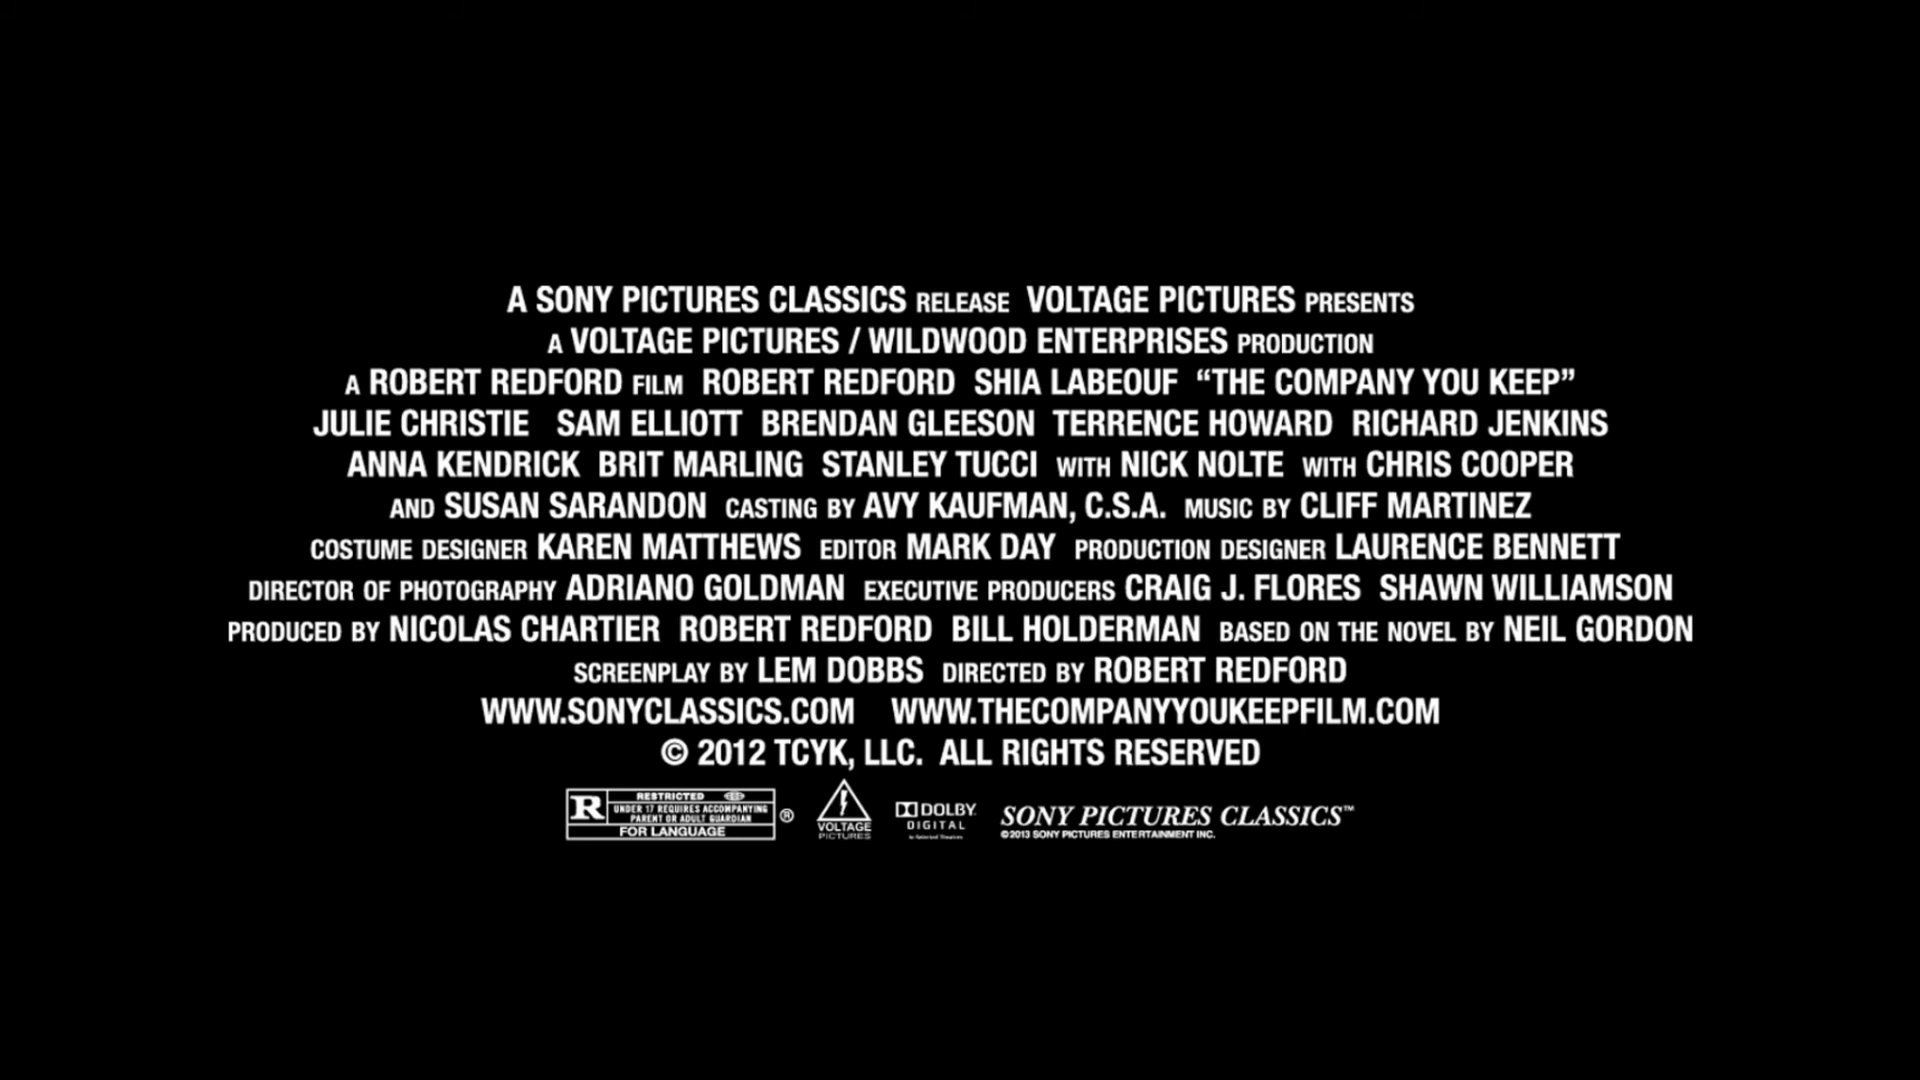 A SONY PICTURES CLASSICS RELEASE VOLTAGE PICTURES PRESENTS
A VOLTAGE PICTURES / WILDWOOD ENTERPRISES PRODUCTION
A ROBERT REDFORD FILM ROBERT REDFORD SHIA LABEOUF “THE COMPANY YOU KEEP”
JULIE CHRISTIE SAM ELLIOTT BRENDAN GLEESON TERRENCE HOWARD RICHARD JENKINS
ANNA KENDRICK BRIT MARLING STANLEY TUCCI WITH NICK NOLTE WITH CHRIS COOPER
AND SUSAN SARANDON CASTING BY AVY KAUFMAN, C.S.A. MUSIC BY CLIFF MARTINEZ
COSTUME DESIGNER KAREN MATTHEWS EDITOR MARK DAY PRODUCTION DESIGNER LAURENCE BENNETT
DIRECTOR OF PHOTOGRAPHY ADRIANO GOLDMAN EXECUTIVE PRODUCERS CRAIG J. FLORES SHAWN WILLIAMSON
PRODUCED BY NICOLAS CHARTIER ROBERT REDFORD BILL HOLDERMAN BASED ON THE NOVEL BY NEIL GORDON
SCREENPLAY BY LEM DOBBS DIRECTED BY ROBERT REDFORD
WWW.SONYCLASSICS.COM WWW.THECOMPANYYOUKEEPFILM.COM
© 2012 TCYK, LLC. ALL RIGHTS RESERVED
R RESTRICTED
UNDER 17 REQUIRES ACCOMPANYING
PARENT OR ADULT GUARDIAN
FOR LANGUAGE ®
VOLTAGE
PICTURES
DOLBY
DIGITAL
In Selected Theatres
SONY PICTURES CLASSICS™
©2013 SONY PICTURES ENTERTAINMENT INC.